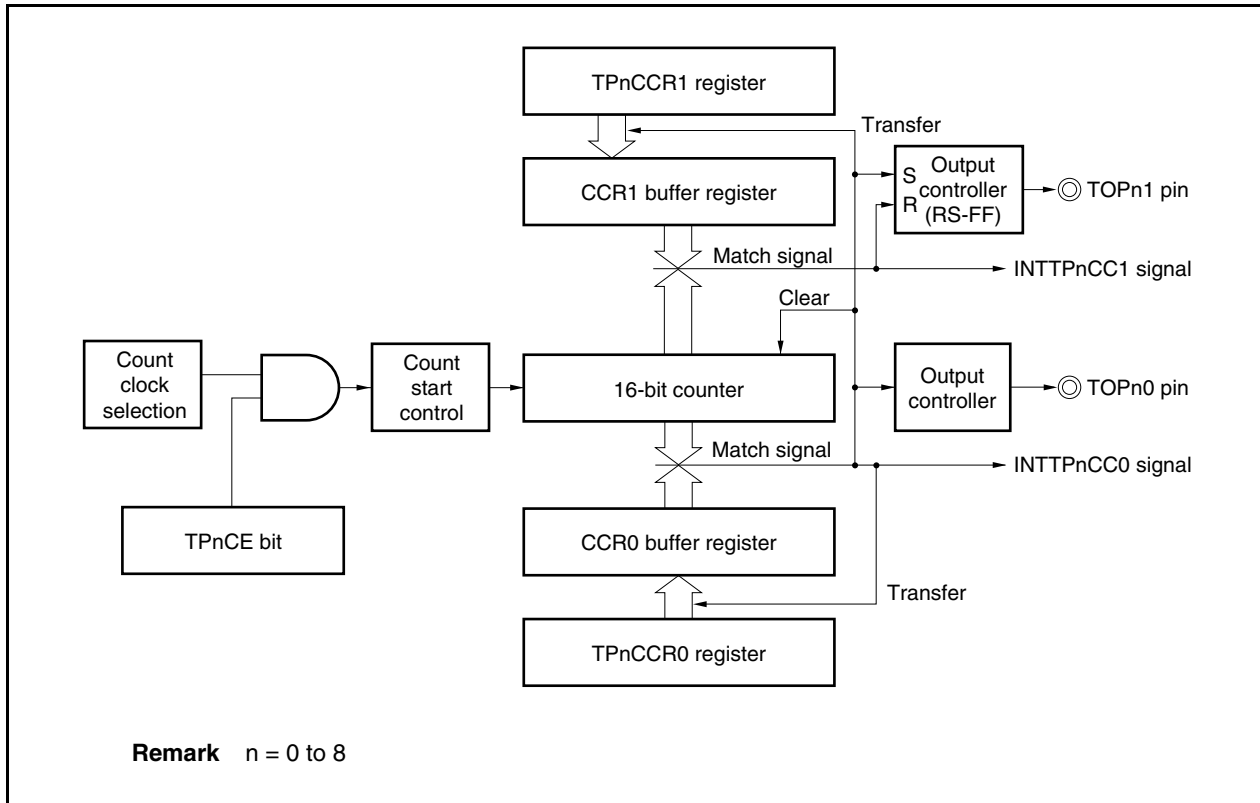 TPnCCR1 register
Transfer
CCR1 buffer register
S
R
Output
controller
(RS-FF)
TOPn1 pin
Match signal
INTTPnCC1 signal
Clear
Count
clock
selection
Count
start
control
16-bit counter
Output
controller
TOPn0 pin
Match signal
INTTPnCC0 signal
TPnCE bit
CCR0 buffer register
Transfer
TPnCCR0 register
Remark n = 0 to 8